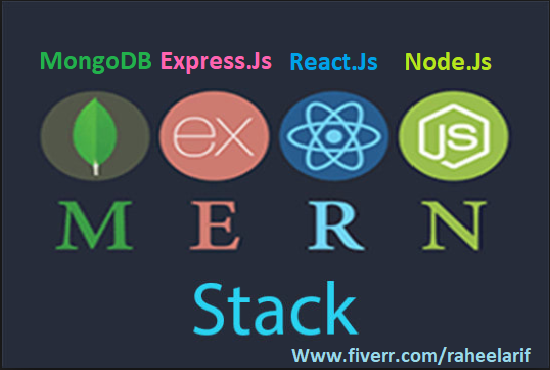 MongoDB Express.Js React.Js Node.Js
ex JS
M E R N
Stack
Www.fiverr.com/raheelarif